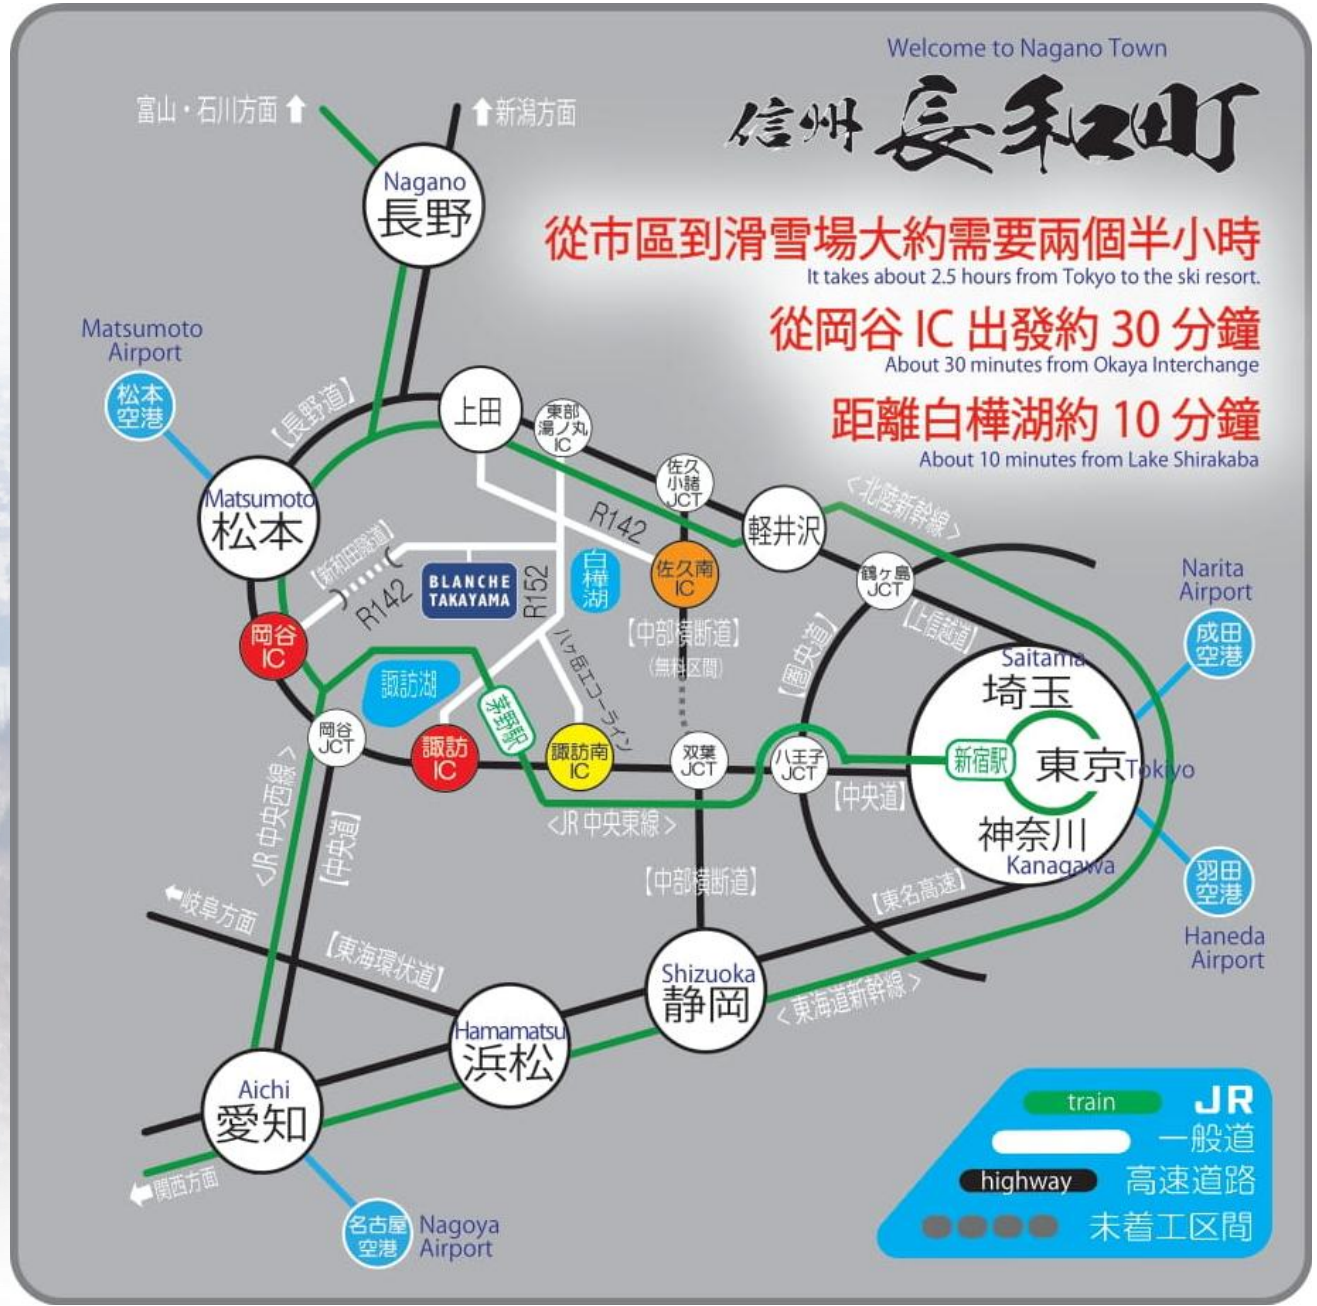 Welcome to Nagano Town
信州 長和町
從市區到滑雪場大約需要兩個半小時
It takes about 2.5 hours from Tokyo to the ski resort.
從岡谷 IC 出發約 30 分鐘
About 30 minutes from Okaya Interchange
距離白樺湖約 10 分鐘
About 10 minutes from Lake Shirakaba
富山・石川方面
新潟方面
Nagano
長野
Matsumoto
Airport
松本
空港
【長野道】
上田
東部
湯ノ丸
IC
佐久
小諸
JCT
軽井沢
<北陸新幹線>
Matsumoto
松本
R142
【新和田隧道】
BLANCHE
TAKAYAMA
R152
白樺湖
佐久南
IC
鶴ヶ島
JCT
【上信越道】
Narita
Airport
成田
空港
R142
岡谷
IC
【中部横断道】
(無料区間)
【圏央道】
八ヶ岳エコーライン
諏訪湖
茅野駅
Saitama
埼玉
岡谷
JCT
諏訪
IC
諏訪南
IC
双葉
JCT
八王子
JCT
新宿駅
東京
Tokiyo
【中央道】
<JR 中央東線>
神奈川
Kanagawa
<JR 中央西線>
【中央道】
【中部横断道】
【東名高速】
羽田
空港
Haneda
Airport
岐阜方面
【東海環状道】
Shizuoka
静岡
<東海道新幹線>
Hamamatsu
浜松
Aichi
愛知
関西方面
名古屋
空港
Nagoya
Airport
train JR
一般道
highway 高速道路
未着工区間